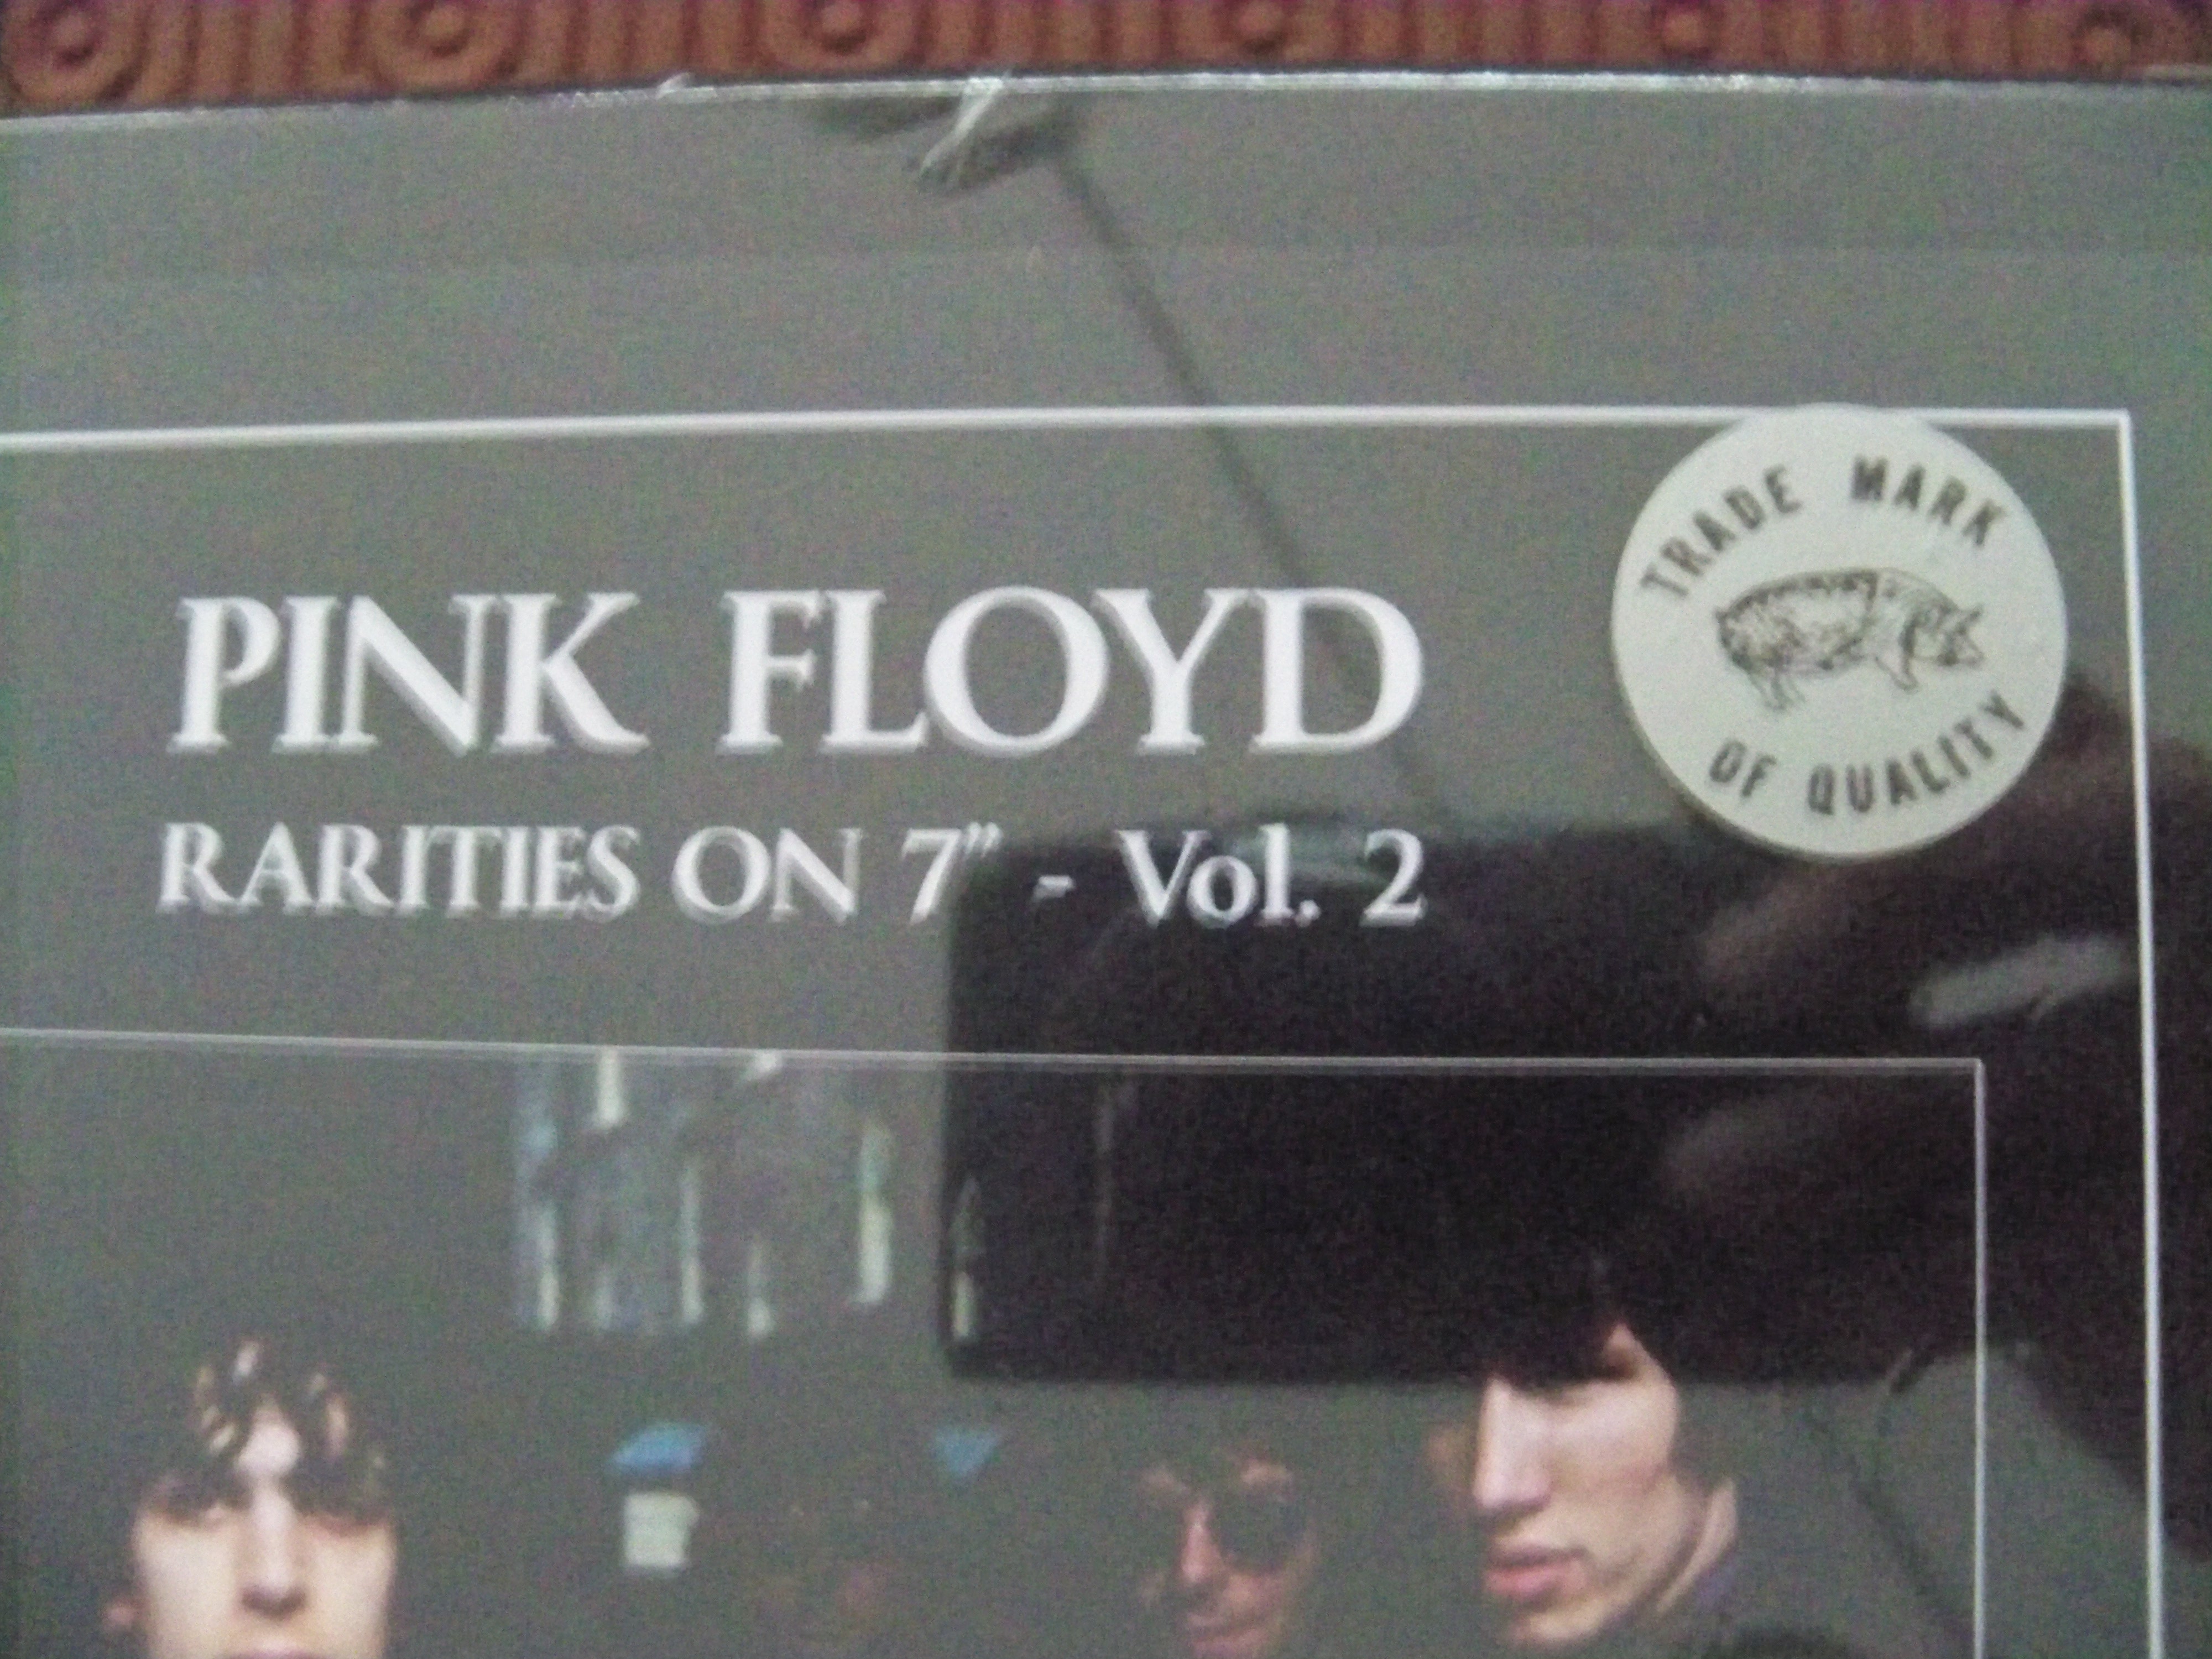 PINK FLOYD
RARITIES ON 7” - Vol. 2
TRADE MARK
OF QUALITY